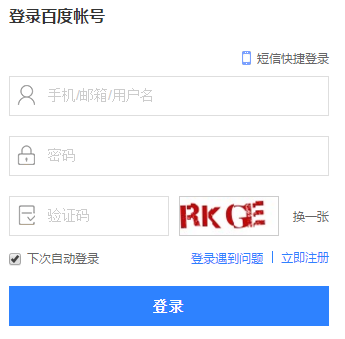 登录百度帐号
短信快捷登录
手机/邮箱/用户名
密码
验证码 RKGE 换一张
下次自动登录 登录遇到问题 | 立即注册
登录